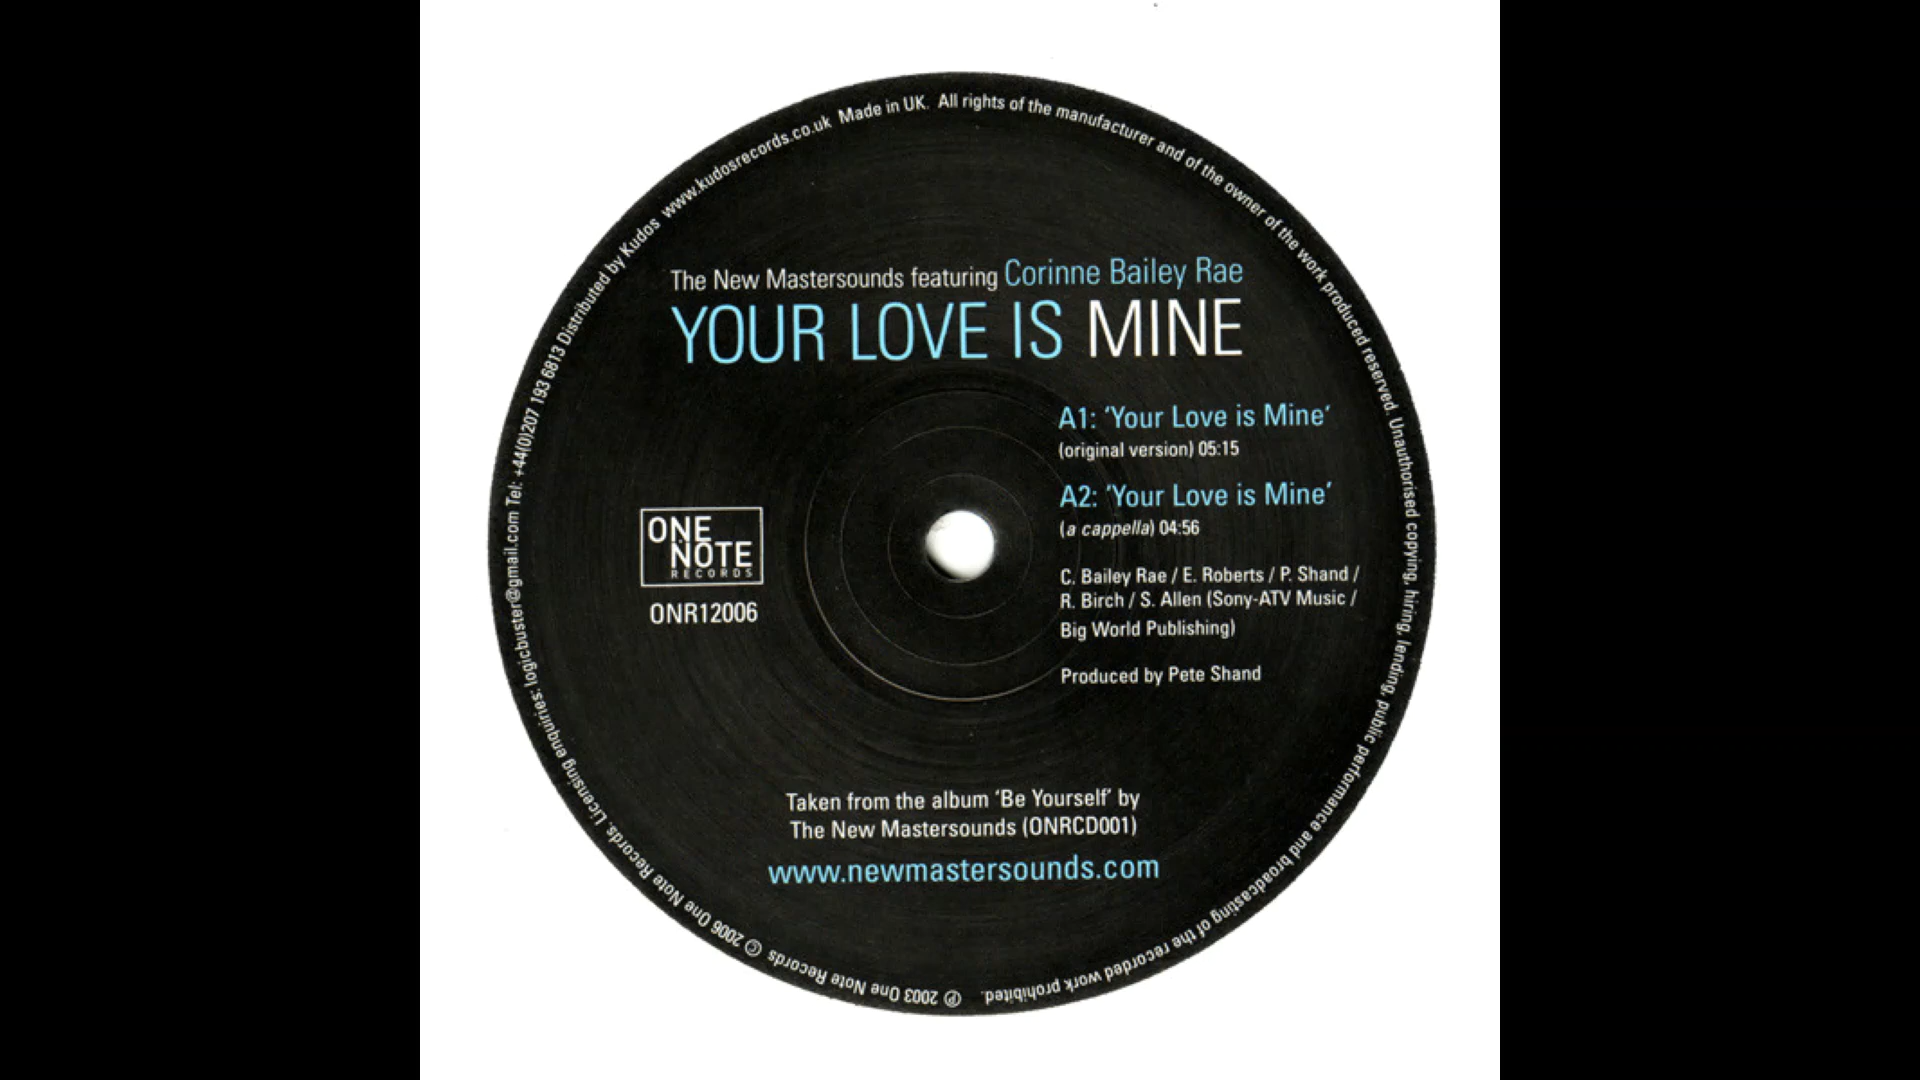 The New Mastersounds featuring Corinne Bailey Rae
YOUR LOVE IS MINE
A1: ‘Your Love is Mine’
(original version) 05:15
A2: ‘Your Love is Mine’
(a cappella) 04:56
C. Bailey Rae / E. Roberts / P. Shand /
R. Birch / S. Allen (Sony-ATV Music /
Big World Publishing)
Produced by Pete Shand
ONE
NOTE
RECORDS
ONR12006
Taken from the album ‘Be Yourself’ by
The New Mastersounds (ONRCD001)
www.newmastersounds.com
℗ 2003 One Note Records © 2006 One Note Records. Licensing enquiries: logicbuster@gmail.com Tel: +44(0)207 193 6813 Distributed by Kudos www.kudosrecords.co.uk Made in UK. All rights of the manufacturer and of the owner of the work produced reserved. Unauthorised copying, hiring, lending, public performance and broadcasting of the recorded work prohibited.